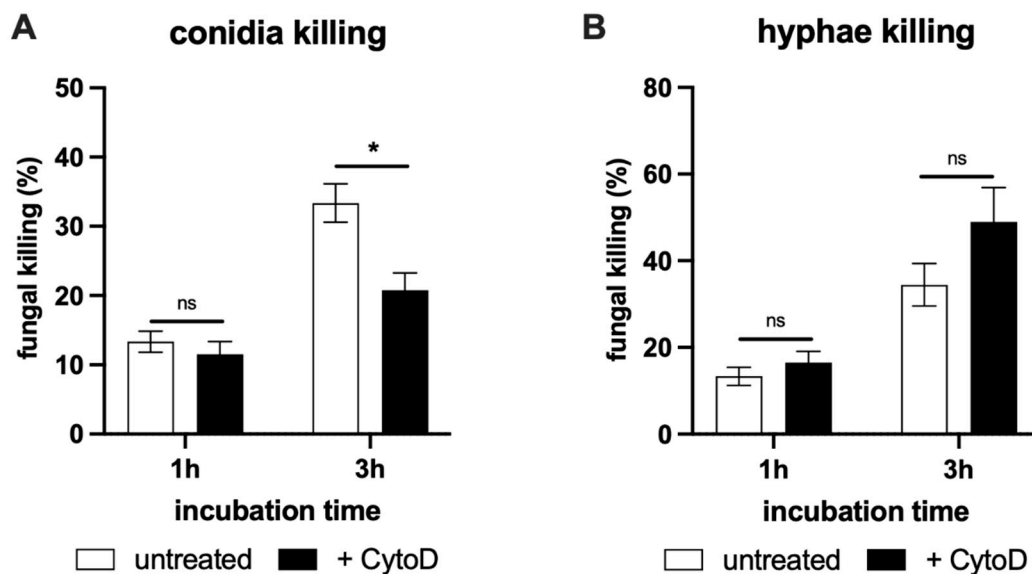 A conidia killing
50
40
30
20
10
0
fungal killing (%)
ns
*
1h 3h
incubation time
untreated + CytoD
B hyphae killing
80
60
40
20
0
fungal killing (%)
ns
ns
1h 3h
incubation time
untreated + CytoD